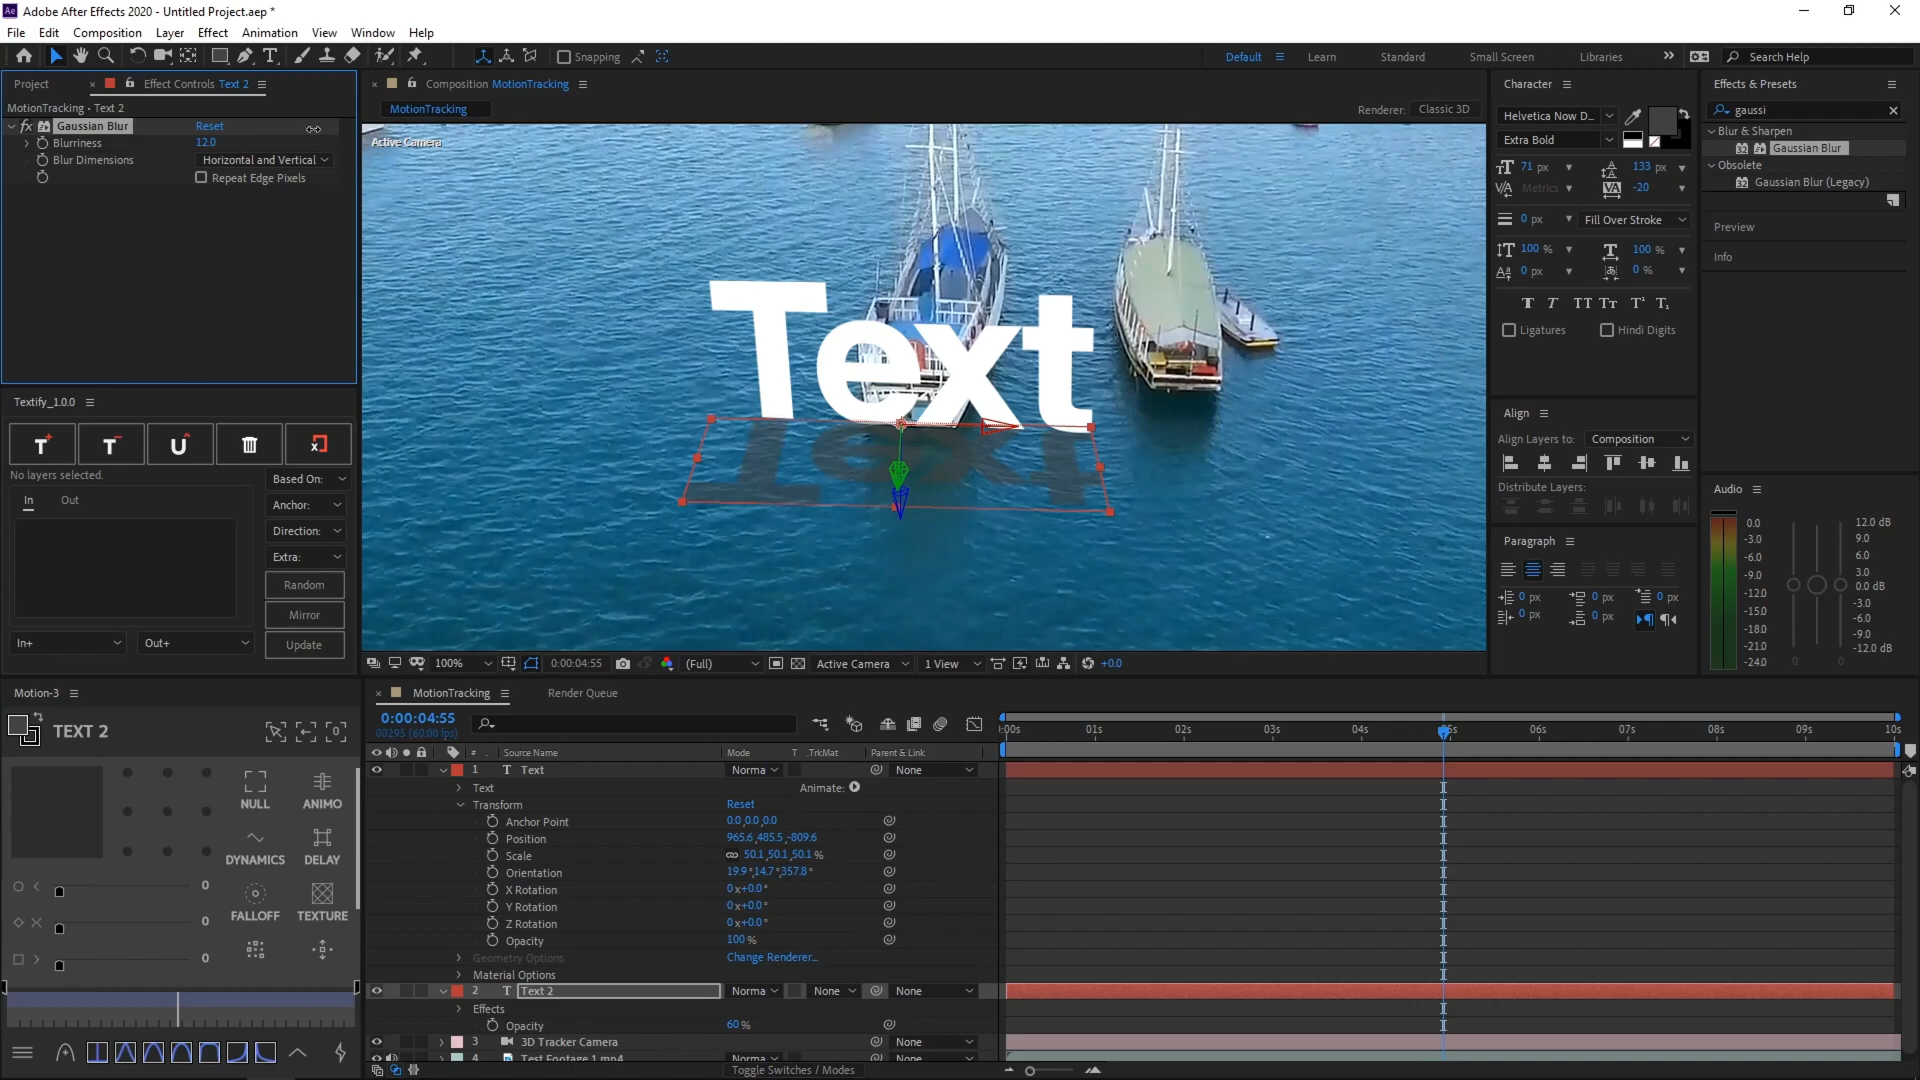 Adobe After Effects 2020 - Untitled Project.aep *
File Edit Composition Layer Effect Animation View Window Help
Snapping
Default Learn Standard Small Screen Libraries Search Help
Project Effect Controls Text 2
MotionTracking • Text 2
fx Gaussian Blur Reset
Blurriness 12.0
Blur Dimensions Horizontal and Vertical
Repeat Edge Pixels
Textify_1.0.0
No layers selected.
In Out
Based On:
Anchor:
Direction:
Extra:
Random
Mirror
In+ Out+ Update
Composition MotionTracking
MotionTracking
Renderer: Classic 3D
Active Camera
Text
Text
100% 0:00:04:55 (Full) Active Camera 1 View +0.0
Character
Helvetica Now D...
Extra Bold
71 px 133 px
Metrics -20
0 px Fill Over Stroke
100 % 100 %
0 px 0 %
Ligatures Hindi Digits
Align
Align Layers to: Composition
Distribute Layers:
Paragraph
0 px 0 px 0 px
0 px 0 px
Effects & Presets
gaussi
Blur & Sharpen
Gaussian Blur
Obsolete
Gaussian Blur (Legacy)
Preview
Info
Audio
0.0 12.0 dB
-3.0 9.0
-6.0 6.0
-9.0 3.0
-12.0 0.0 dB
-15.0 -3.0
-18.0 -6.0
-21.0 -9.0
-24.0 0 0 -12.0 dB
Motion-3
TEXT 2
NULL ANIMO
DYNAMICS DELAY
FALLOFF TEXTURE
0
0
0
MotionTracking Render Queue
0:00:04:55
00295 (60.00 fps)
:00s 01s 02s 03s 04s 05s 06s 07s 08s 09s 10s
# Source Name Mode T .TrkMat Parent & Link
1 T Text Norma None
Text Animate:
Transform Reset
Anchor Point 0.0,0.0,0.0
Position 965.6,485.5,-809.6
Scale 50.1,50.1,50.1 %
Orientation 19.9°,14.7°,357.8°
X Rotation 0x+0.0°
Y Rotation 0x+0.0°
Z Rotation 0x+0.0°
Opacity 100 %
Geometry Options Change Renderer...
Material Options
2 T Text 2 Norma None None
Effects
Opacity 60 %
3 3D Tracker Camera None
4 Test Footage 1.mp4 Norma None
Toggle Switches / Modes